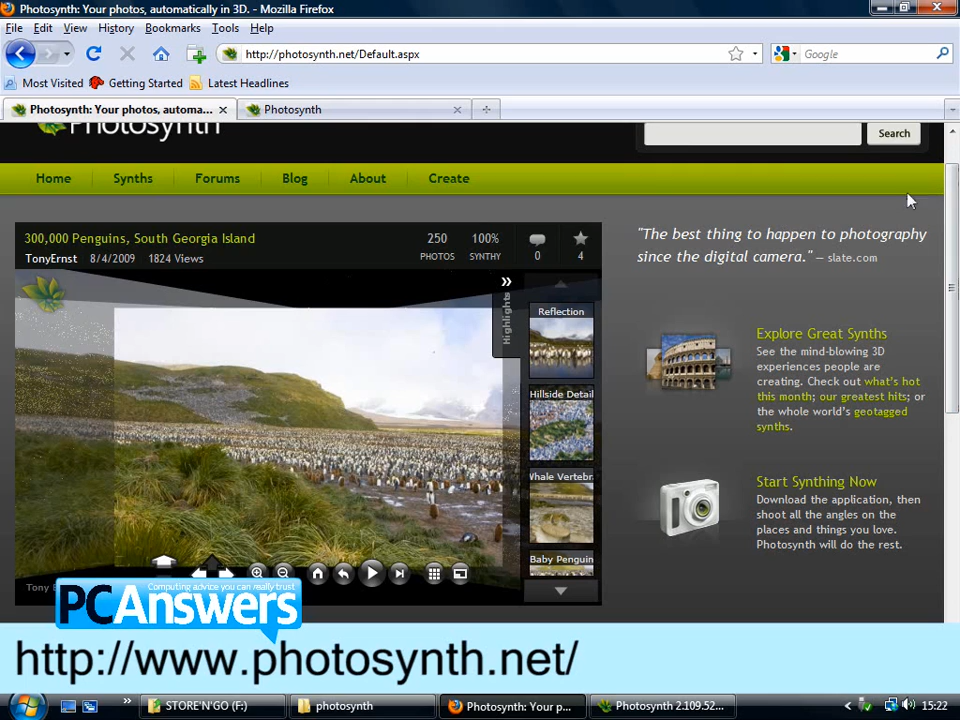 Photosynth: Your photos, automatically in 3D. - Mozilla Firefox
File Edit View History Bookmarks Tools Help
http://photosynth.net/Default.aspx
Google
Most Visited Getting Started Latest Headlines
Photosynth: Your photos, automa...
Photosynth
Photosynth
Search
Home Synths Forums Blog About Create
300,000 Penguins, South Georgia Island
TonyErnst 8/4/2009 1824 Views
250 PHOTOS
100% SYNTHY
0
4
Highlights
Reflection
Hillside Detail
Whale Vertebr
Baby Penguin
"The best thing to happen to photography
since the digital camera." — slate.com
Explore Great Synths
See the mind-blowing 3D
experiences people are
creating. Check out what's hot
this month; our greatest hits; or
the whole world's geotagged
synths.
Start Synthing Now
Download the application, then
shoot all the angles on the
places and things you love.
Photosynth will do the rest.
Tony
Computing advice you can really trust
PCAnswers
http://www.photosynth.net/
STORE'N'GO (F:)
photosynth
Photosynth: Your p...
Photosynth 2.109.52...
15:22